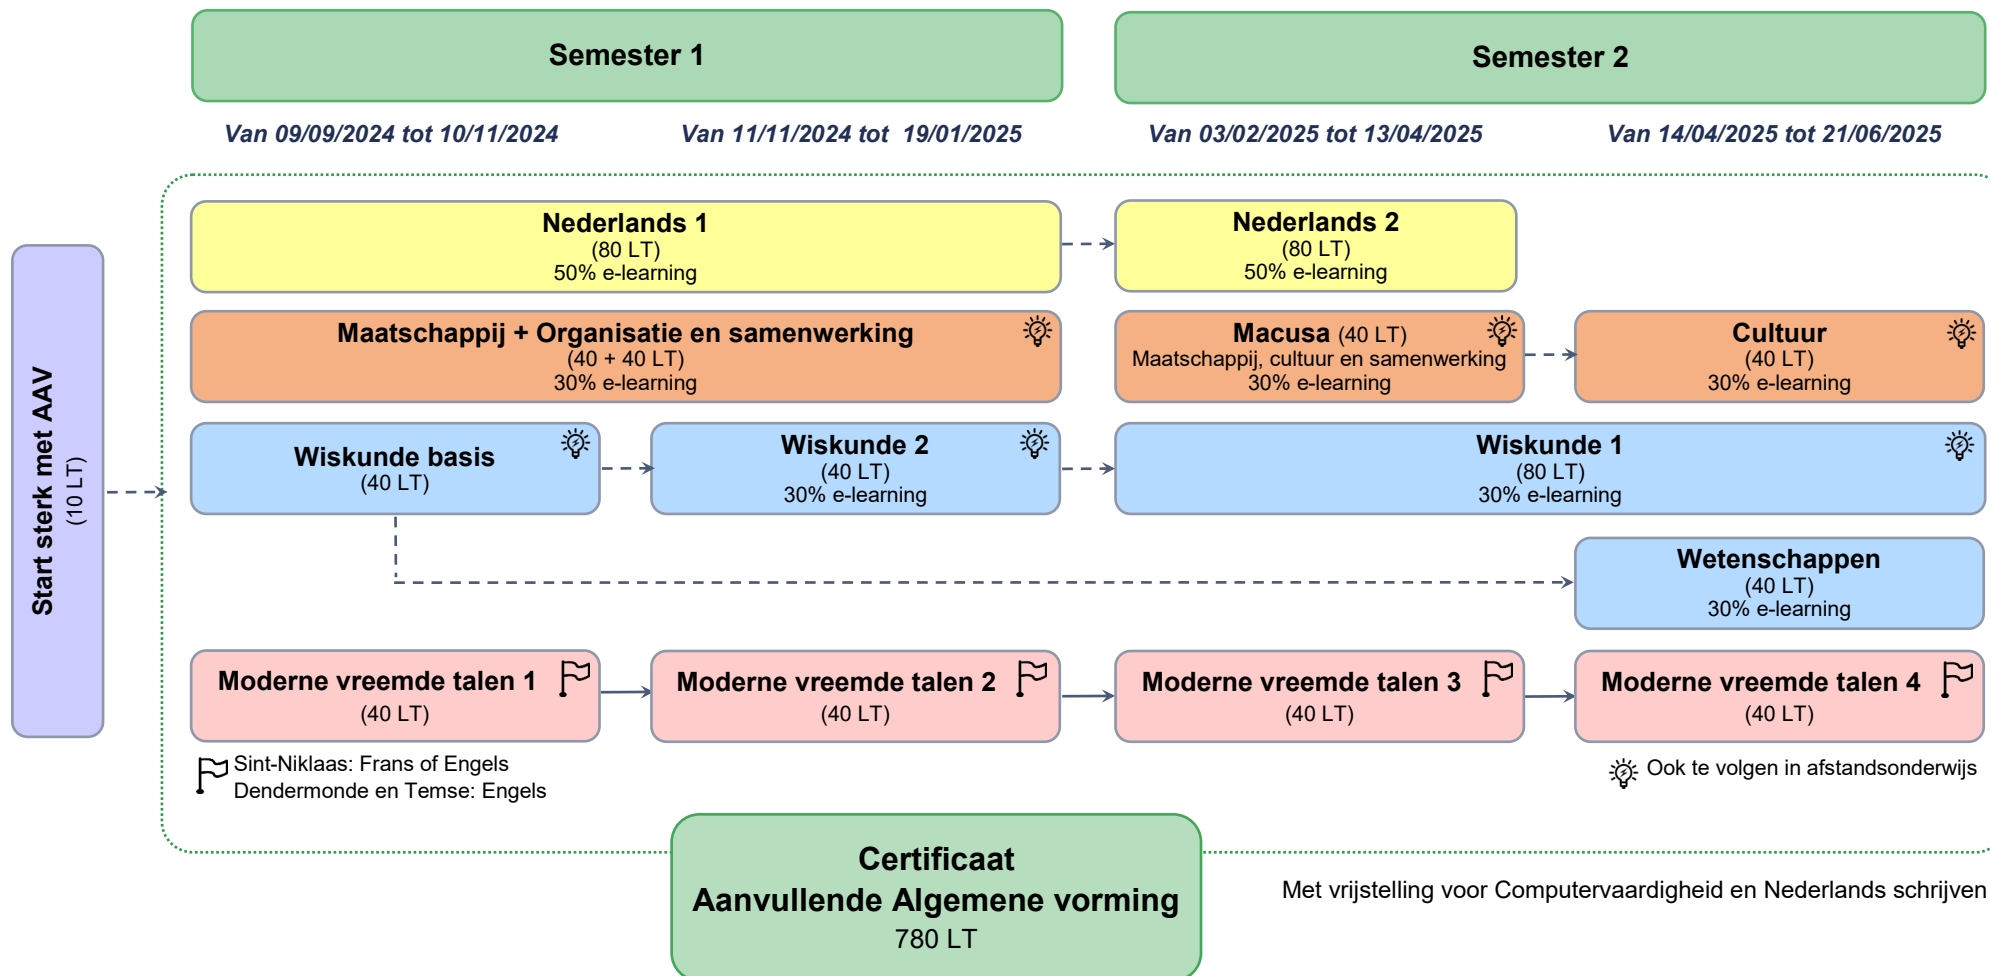 Semester 1
Semester 2
Van 09/09/2024 tot 10/11/2024
Van 11/11/2024 tot 19/01/2025
Van 03/02/2025 tot 13/04/2025
Van 14/04/2025 tot 21/06/2025
Start sterk met AAV
(10 LT)
Nederlands 1
(80 LT)
50% e-learning
Nederlands 2
(80 LT)
50% e-learning
Maatschappij + Organisatie en samenwerking
(40 + 40 LT)
30% e-learning
Macusa (40 LT)
Maatschappij, cultuur en samenwerking
30% e-learning
Cultuur
(40 LT)
30% e-learning
Wiskunde basis
(40 LT)
Wiskunde 2
(40 LT)
30% e-learning
Wiskunde 1
(80 LT)
30% e-learning
Wetenschappen
(40 LT)
30% e-learning
Moderne vreemde talen 1
(40 LT)
Moderne vreemde talen 2
(40 LT)
Moderne vreemde talen 3
(40 LT)
Moderne vreemde talen 4
(40 LT)
Sint-Niklaas: Frans of Engels
Dendermonde en Temse: Engels
Ook te volgen in afstandsonderwijs
Certificaat
Aanvullende Algemene vorming
780 LT
Met vrijstelling voor Computervaardigheid en Nederlands schrijven